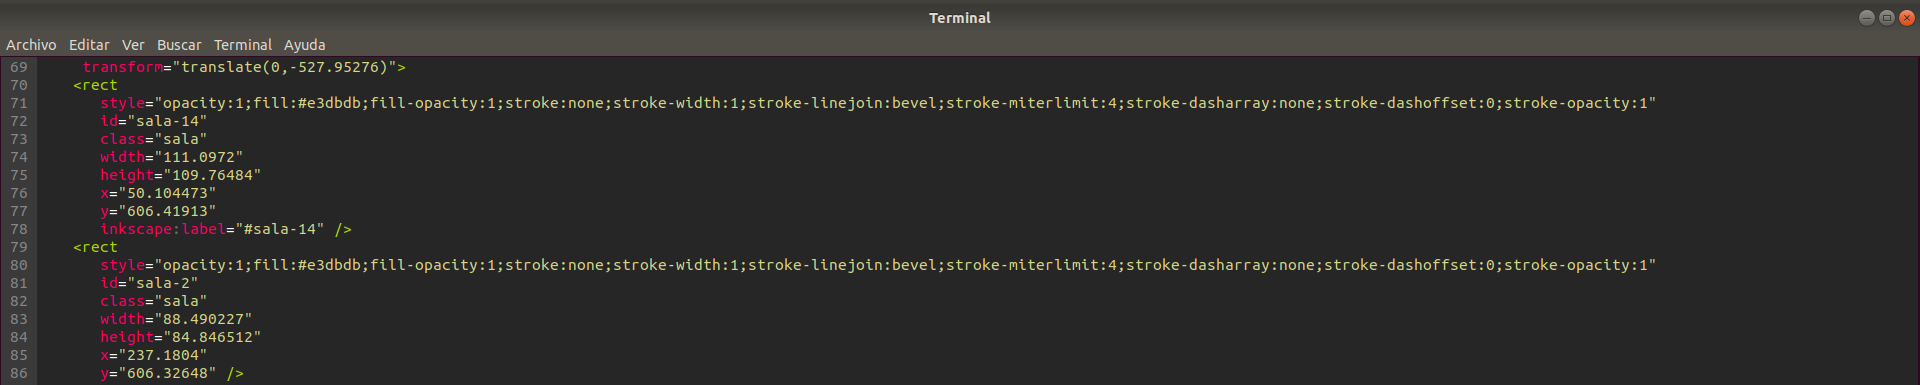 Terminal
Archivo Editar Ver Buscar Terminal Ayuda
69 transform="translate(0,-527.95276)">
70 <rect
71 style="opacity:1;fill:#e3dbdb;fill-opacity:1;stroke:none;stroke-width:1;stroke-linejoin:bevel;stroke-miterlimit:4;stroke-dasharray:none;stroke-dashoffset:0;stroke-opacity:1"
72 id="sala-14"
73 class="sala"
74 width="111.0972"
75 height="109.76484"
76 x="50.104473"
77 y="606.41913"
78 inkscape:label="#sala-14" />
79 <rect
80 style="opacity:1;fill:#e3dbdb;fill-opacity:1;stroke:none;stroke-width:1;stroke-linejoin:bevel;stroke-miterlimit:4;stroke-dasharray:none;stroke-dashoffset:0;stroke-opacity:1"
81 id="sala-2"
82 class="sala"
83 width="88.490227"
84 height="84.846512"
85 x="237.1804"
86 y="606.32648" />